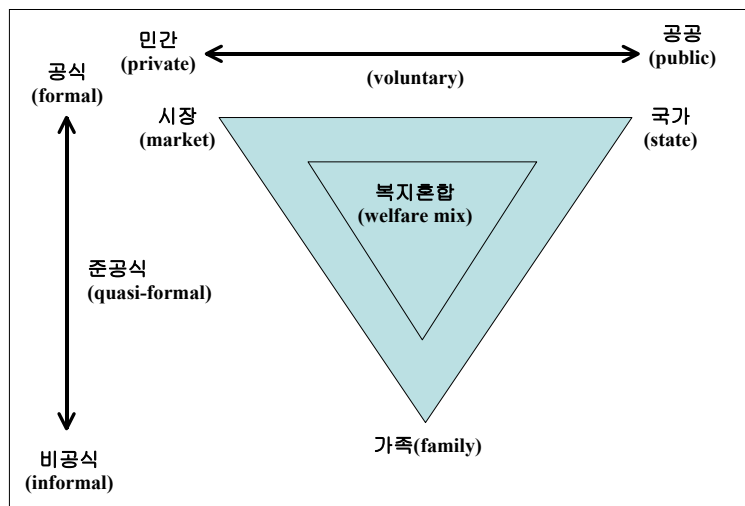 민간
(private)
공공
(public)
(voluntary)
공식
(formal)
시장
(market)
국가
(state)
복지혼합
(welfare mix)
준공식
(quasi-formal)
가족(family)
비공식
(informal)